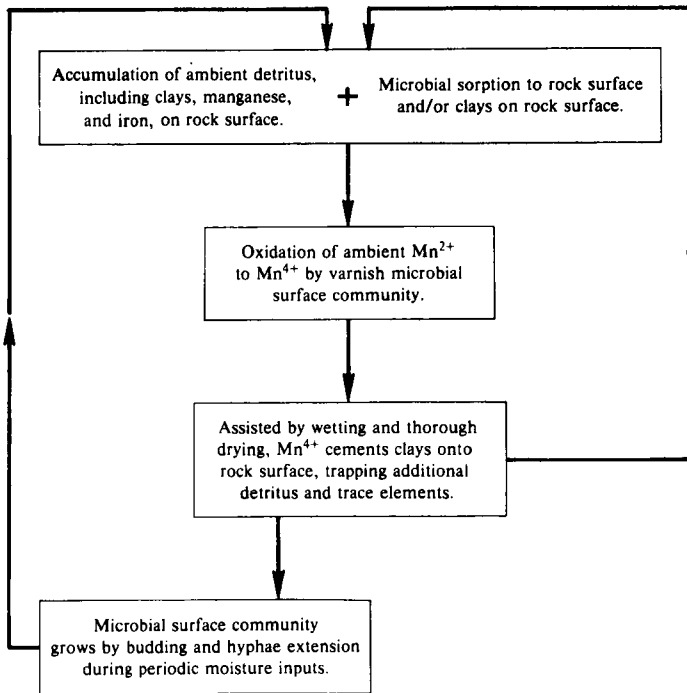 Accumulation of ambient detritus,
including clays, manganese,
and iron, on rock surface.
+
Microbial sorption to rock surface
and/or clays on rock surface.
Oxidation of ambient Mn²⁺
to Mn⁴⁺ by varnish microbial
surface community.
Assisted by wetting and thorough
drying, Mn⁴⁺ cements clays onto
rock surface, trapping additional
detritus and trace elements.
Microbial surface community
grows by budding and hyphae extension
during periodic moisture inputs.